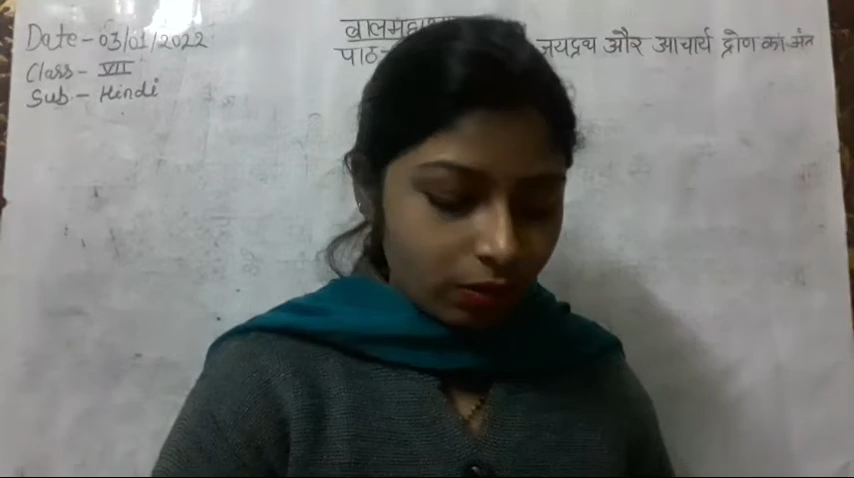 Date - 03/01/2022
Class - VII
Sub. - Hindi
पाठ-
जयद्रथ और आचार्य द्रोण का अंत